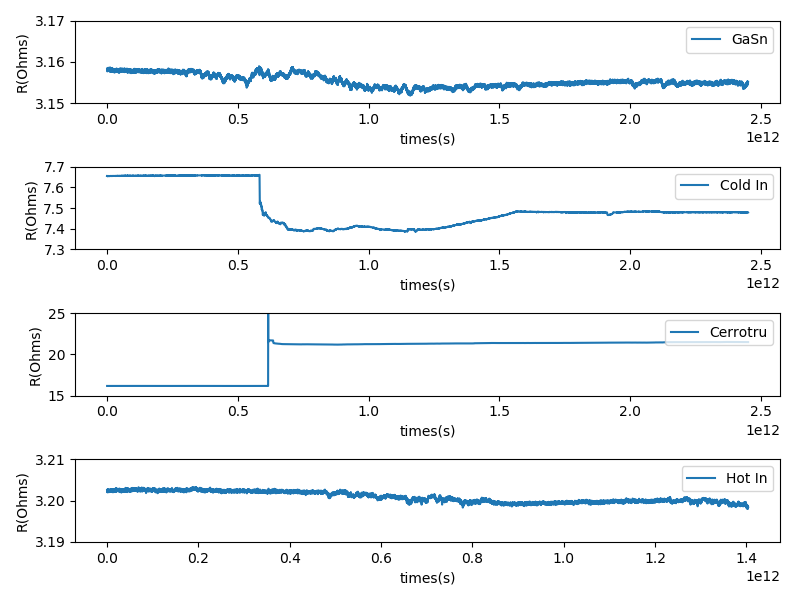 3.17
3.16
3.15
R(Ohms)
GaSn
0.0 0.5 1.0 1.5 2.0 2.5
times(s)
1e12
7.7
7.6
7.5
7.4
7.3
R(Ohms)
Cold In
0.0 0.5 1.0 1.5 2.0 2.5
times(s)
1e12
25
20
15
R(Ohms)
Cerrotru
0.0 0.5 1.0 1.5 2.0 2.5
times(s)
1e12
3.21
3.20
3.19
R(Ohms)
Hot In
0.0 0.2 0.4 0.6 0.8 1.0 1.2 1.4
times(s)
1e12